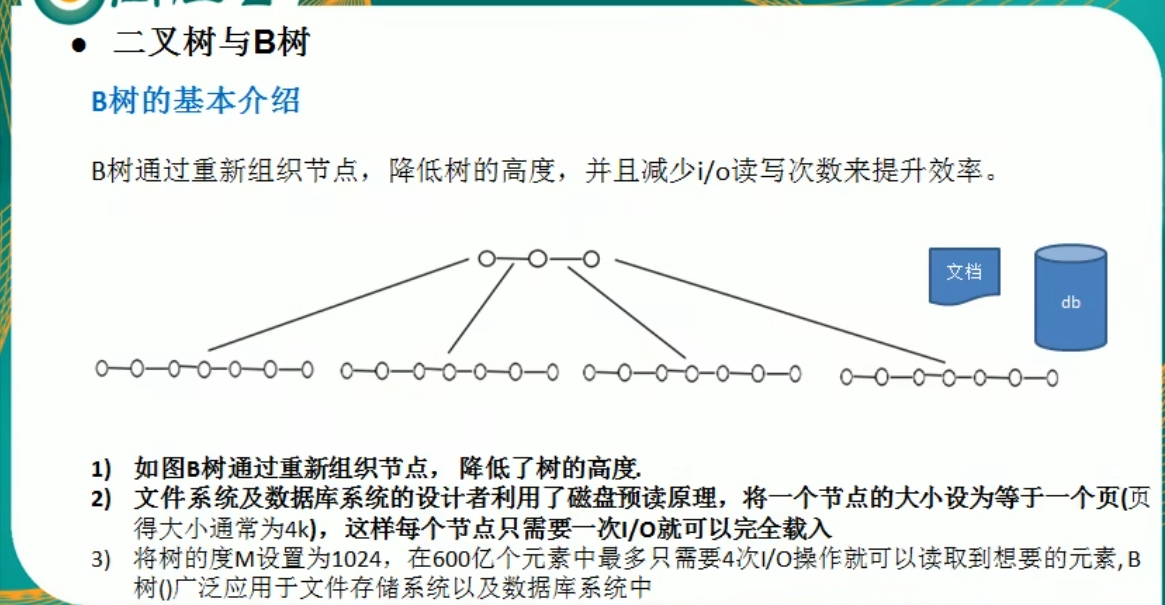 ● 二叉树与B树
B树的基本介绍
B树通过重新组织节点，降低树的高度，并且减少i/o读写次数来提升效率。
文档
db
1) 如图B树通过重新组织节点， 降低了树的高度.
2) 文件系统及数据库系统的设计者利用了磁盘预读原理，将一个节点的大小设为等于一个页(页
得大小通常为4k)，这样每个节点只需要一次I/O就可以完全载入
3) 将树的度M设置为1024，在600亿个元素中最多只需要4次I/O操作就可以读取到想要的元素, B
树()广泛应用于文件存储系统以及数据库系统中